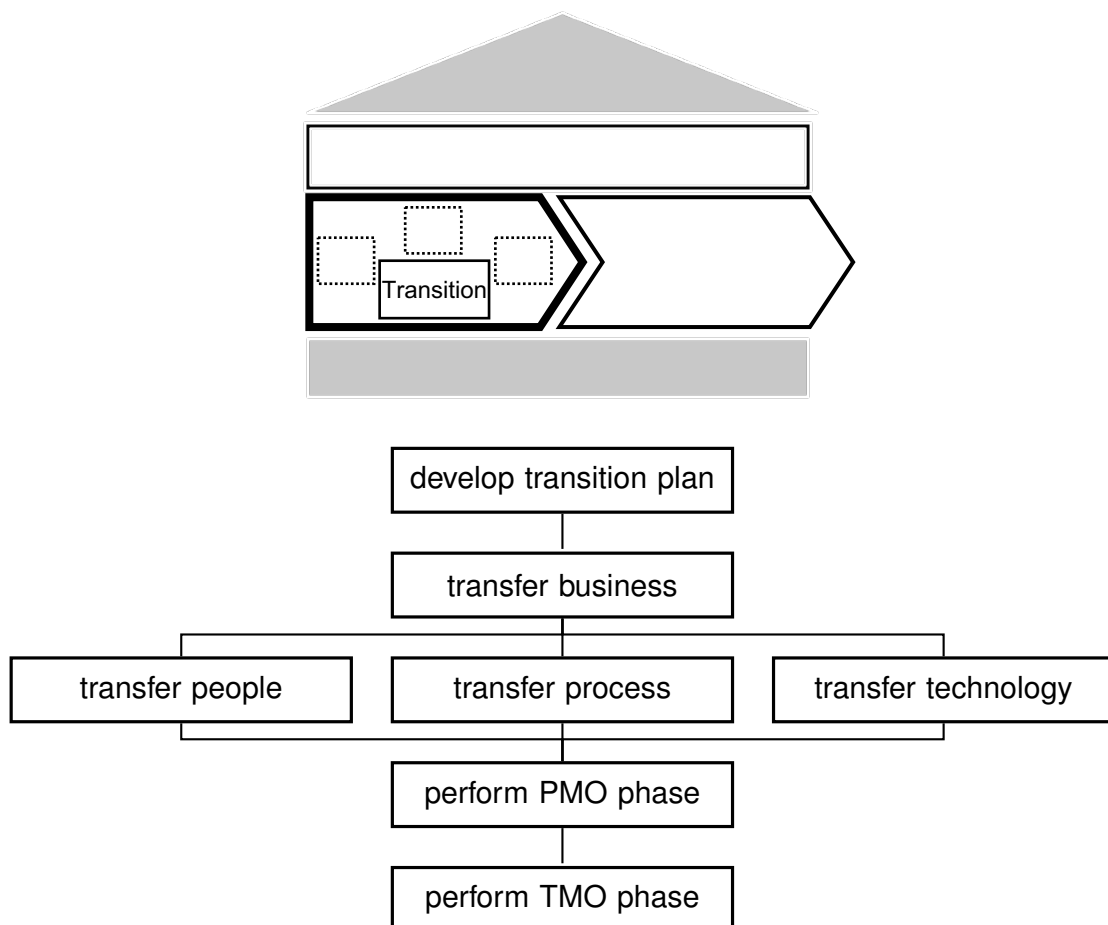 Transition
develop transition plan
transfer business
transfer people
transfer process
transfer technology
perform PMO phase
perform TMO phase